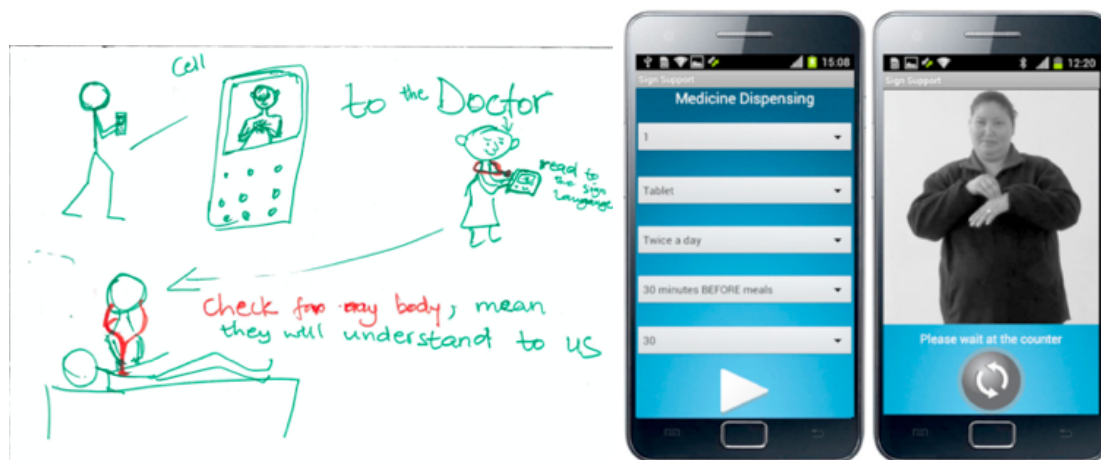 Cell
to the Doctor
read to
the sign
language
Check for my body, mean
they will understand to us
15:08
Sign Support
Medicine Dispensing
1
Tablet
Twice a day
30 minutes BEFORE meals
30
12:20
Sign Support
Please wait at the counter